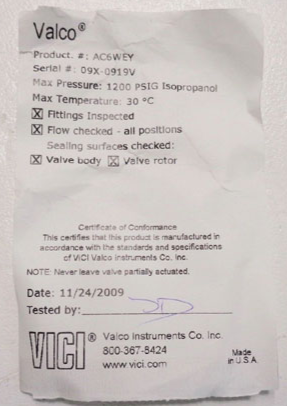 Valco®
Product. #: AC6WEY
Serial #: 09X-0919V
Max Pressure: 1200 PSIG Isopropanol
Max Temperature: 30 °C
☒ Fittings Inspected
☒ Flow checked - all positions
Sealing surfaces checked:
☒ Valve body ☒ Valve rotor
Certificate of Conformance
This certifies that this product is manufactured in
accordance with the standards and specifications
of VICI Valco Instruments Co. Inc.
NOTE: Never leave valve partially actuated.
Date: 11/24/2009
Tested by: JD
VICI® Valco Instruments Co. Inc.
800-367-8424
www.vici.com
Made
in U.S.A.